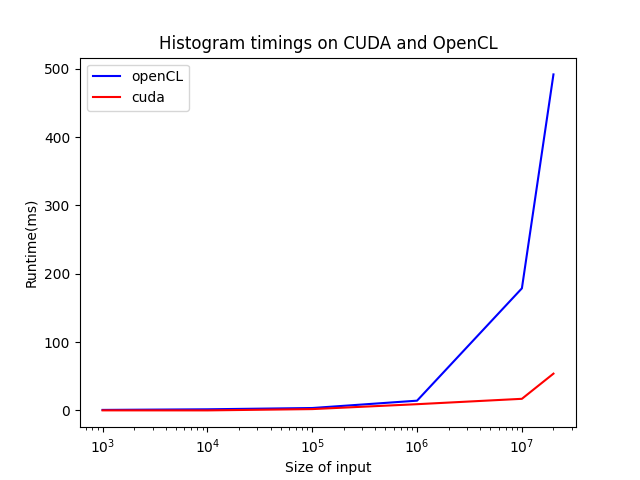 Histogram timings on CUDA and OpenCL
openCL
cuda
500
400
300
200
100
0
Runtime(ms)
10³
10⁴
10⁵
10⁶
10⁷
Size of input